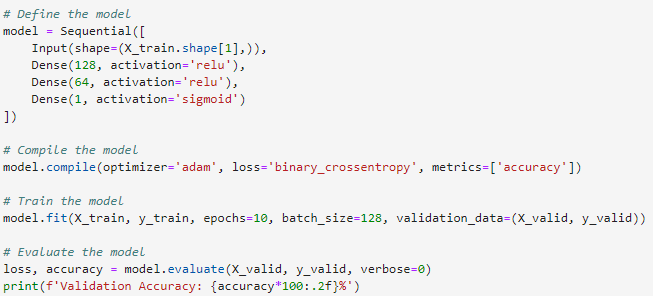 # Define the model
model = Sequential([
    Input(shape=(X_train.shape[1],)),
    Dense(128, activation='relu'),
    Dense(64, activation='relu'),
    Dense(1, activation='sigmoid')
])

# Compile the model
model.compile(optimizer='adam', loss='binary_crossentropy', metrics=['accuracy'])

# Train the model
model.fit(X_train, y_train, epochs=10, batch_size=128, validation_data=(X_valid, y_valid))

# Evaluate the model
loss, accuracy = model.evaluate(X_valid, y_valid, verbose=0)
print(f'Validation Accuracy: {accuracy*100:.2f}%')